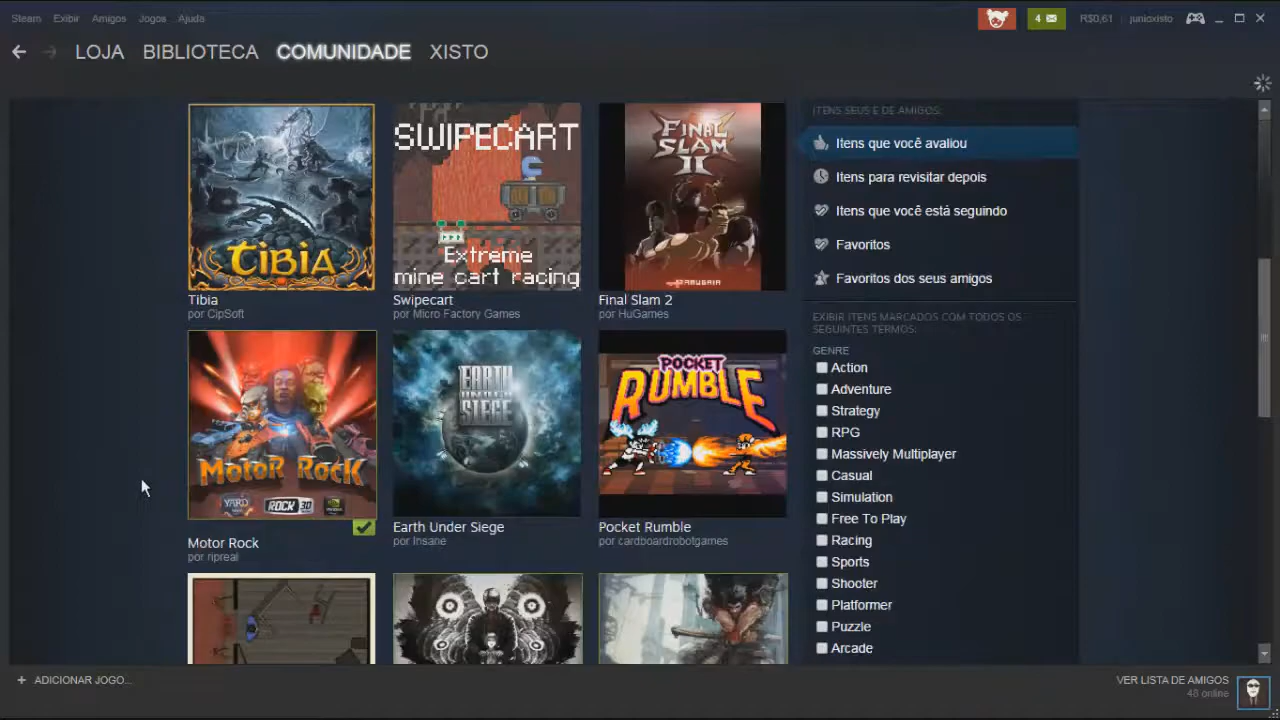 Steam Exibir Amigos Jogos Ajuda
4 R$0,61 junioxisto
LOJA BIBLIOTECA COMUNIDADE XISTO
TIBIA
Tibia
por CipSoft
SWIPECART
Extreme
mine cart racing
Swipecart
por Micro Factory Games
FINAL
SLAM
II
Final Slam 2
por HuGames
MOTOR ROCK
YARD
ROCK3D
Motor Rock
por ripreal
EARTH
UNDER
SIEGE
Earth Under Siege
por Insane
POCKET
RUMBLE
Pocket Rumble
por cardboardrobotgames
ITENS SEUS E DE AMIGOS:
Itens que você avaliou
Itens para revisitar depois
Itens que você está seguindo
Favoritos
Favoritos dos seus amigos
EXIBIR ITENS MARCADOS COM TODOS OS
SEGUINTES TERMOS:
GENRE
Action
Adventure
Strategy
RPG
Massively Multiplayer
Casual
Simulation
Free To Play
Racing
Sports
Shooter
Platformer
Puzzle
Arcade
+ ADICIONAR JOGO...
VER LISTA DE AMIGOS
48 online